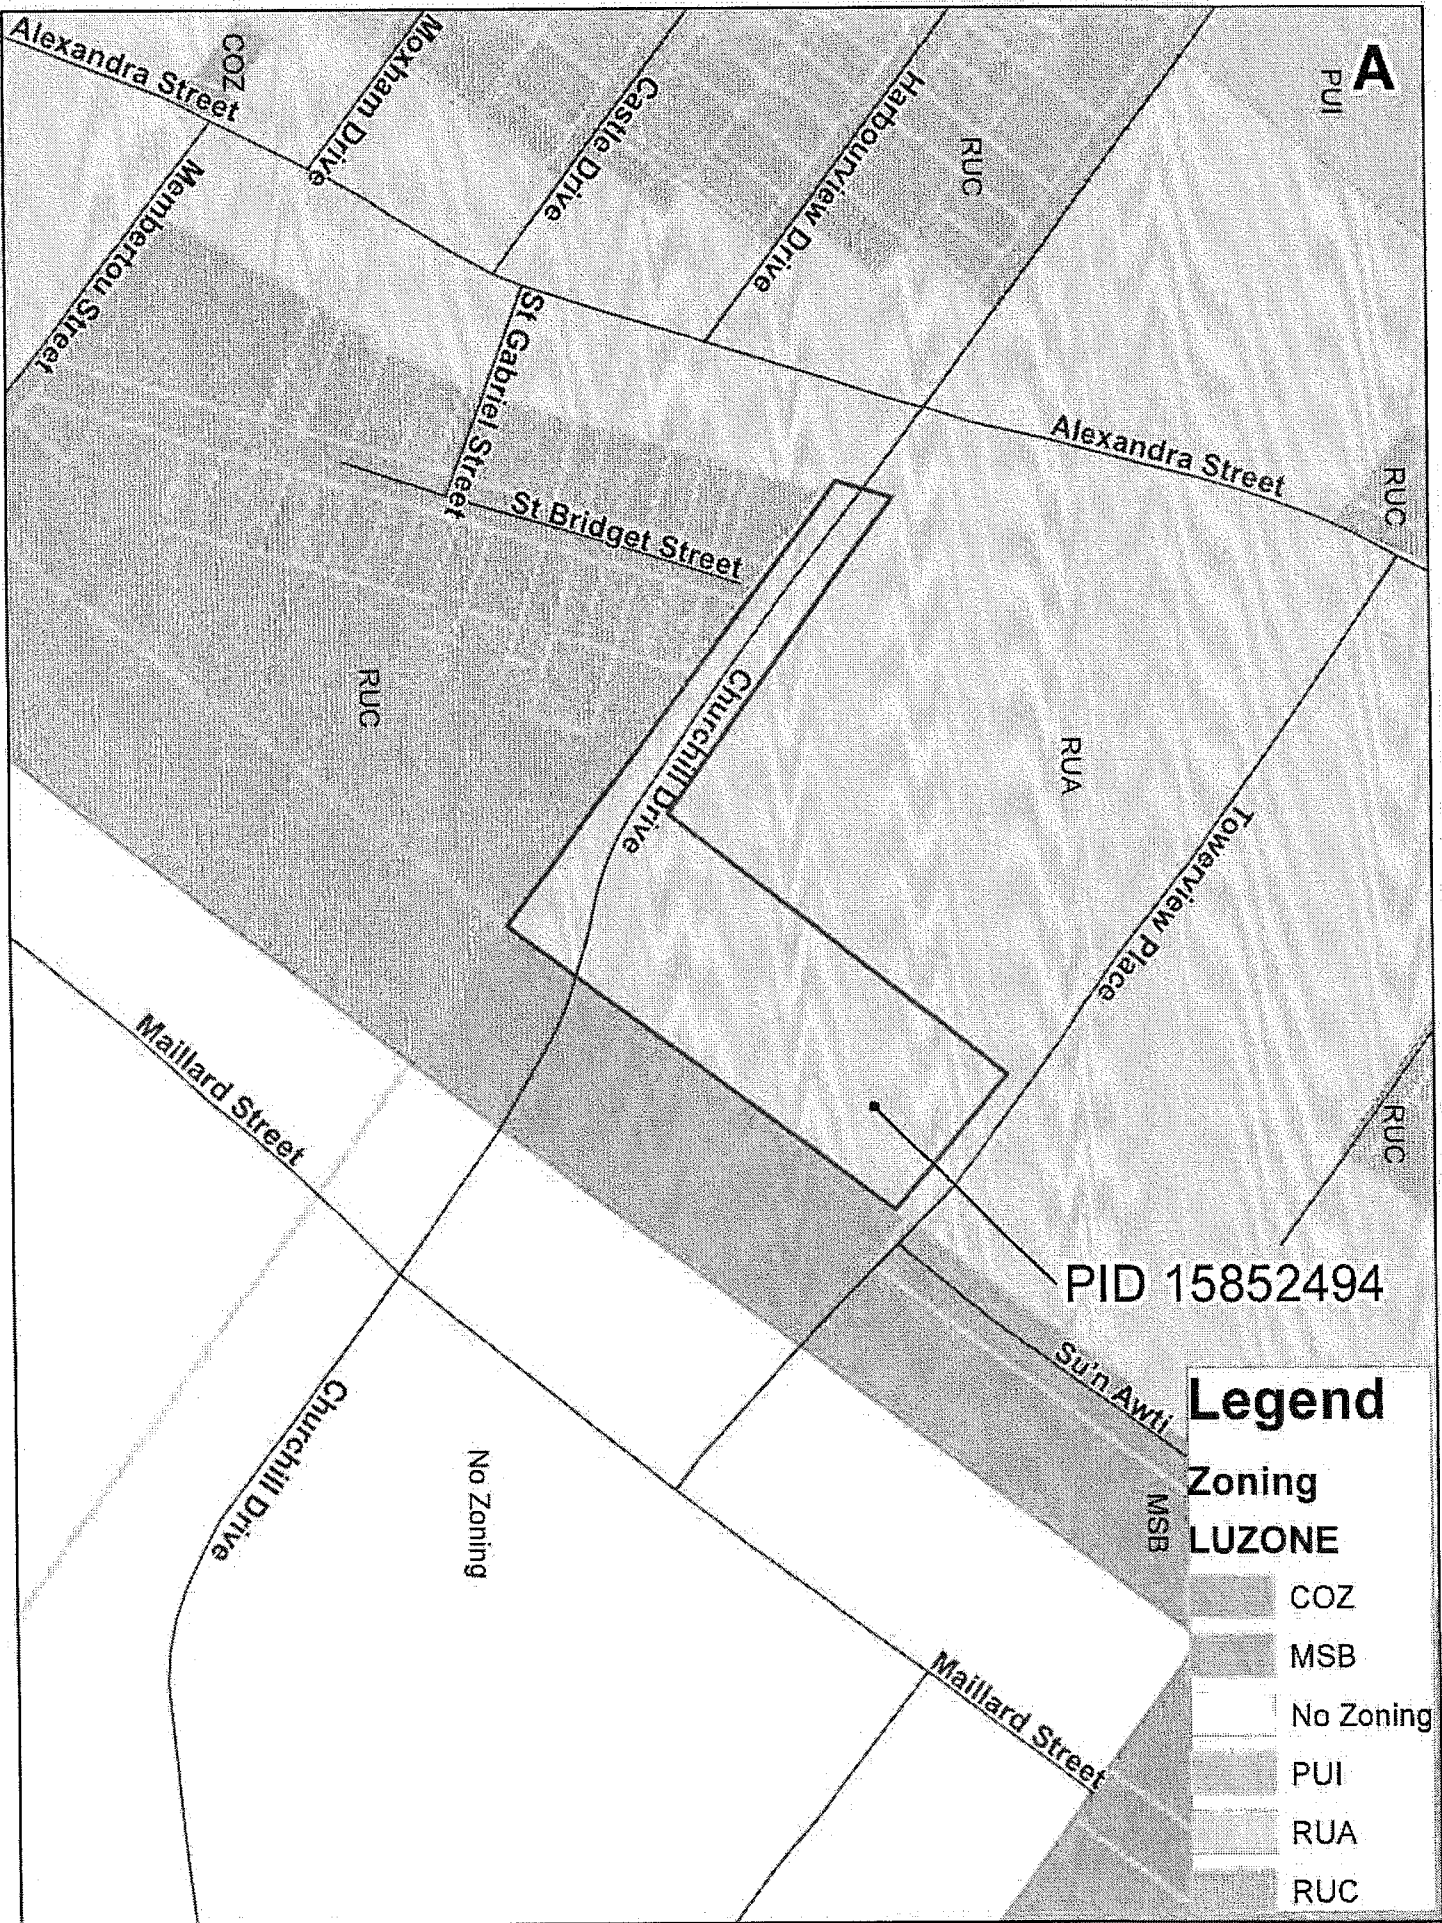 A
PUI
Alexandra Street
COZ
Moxham Drive
Castle Drive
Harbourview Drive
RUC
Membertou Street
St Gabriel Street
St Bridget Street
Alexandra Street
RUC
RUC
Churchill Drive
RUA
Towerview Place
Maillard Street
RUC
PID 15852494
Su'n Awti
MSB
Churchill Drive
No Zoning
Maillard Street
Legend
Zoning
LUZONE
COZ
MSB
No Zoning
PUI
RUA
RUC